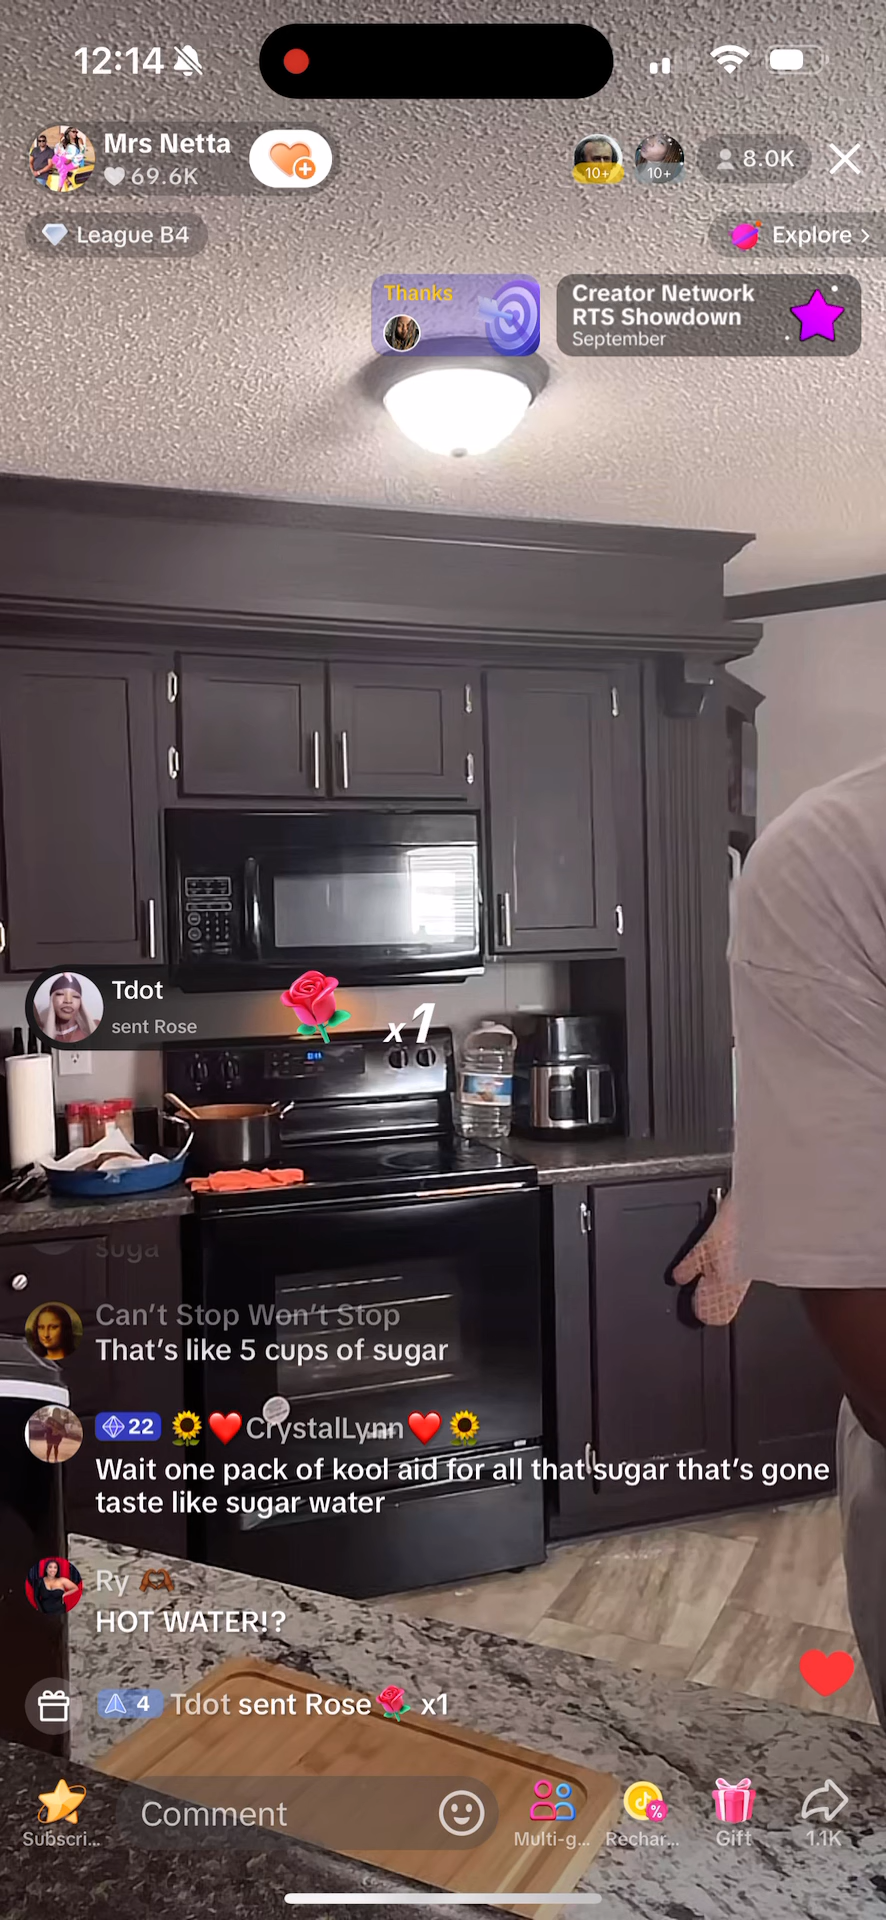 12:14
Mrs Netta
69.6K
10+
10+
8.0K
League B4
Explore >
Thanks
Creator Network
RTS Showdown
September
Tdot
sent Rose
x1
suga
Can't Stop Won't Stop
That's like 5 cups of sugar
22 🌻❤️CrystalLynn❤️🌻
Wait one pack of kool aid for all that sugar that's gone
taste like sugar water
Ry
HOT WATER!?
4 Tdot sent Rose x1
Comment
Subscri...
Multi-g...
Rechar...
Gift
1.1K